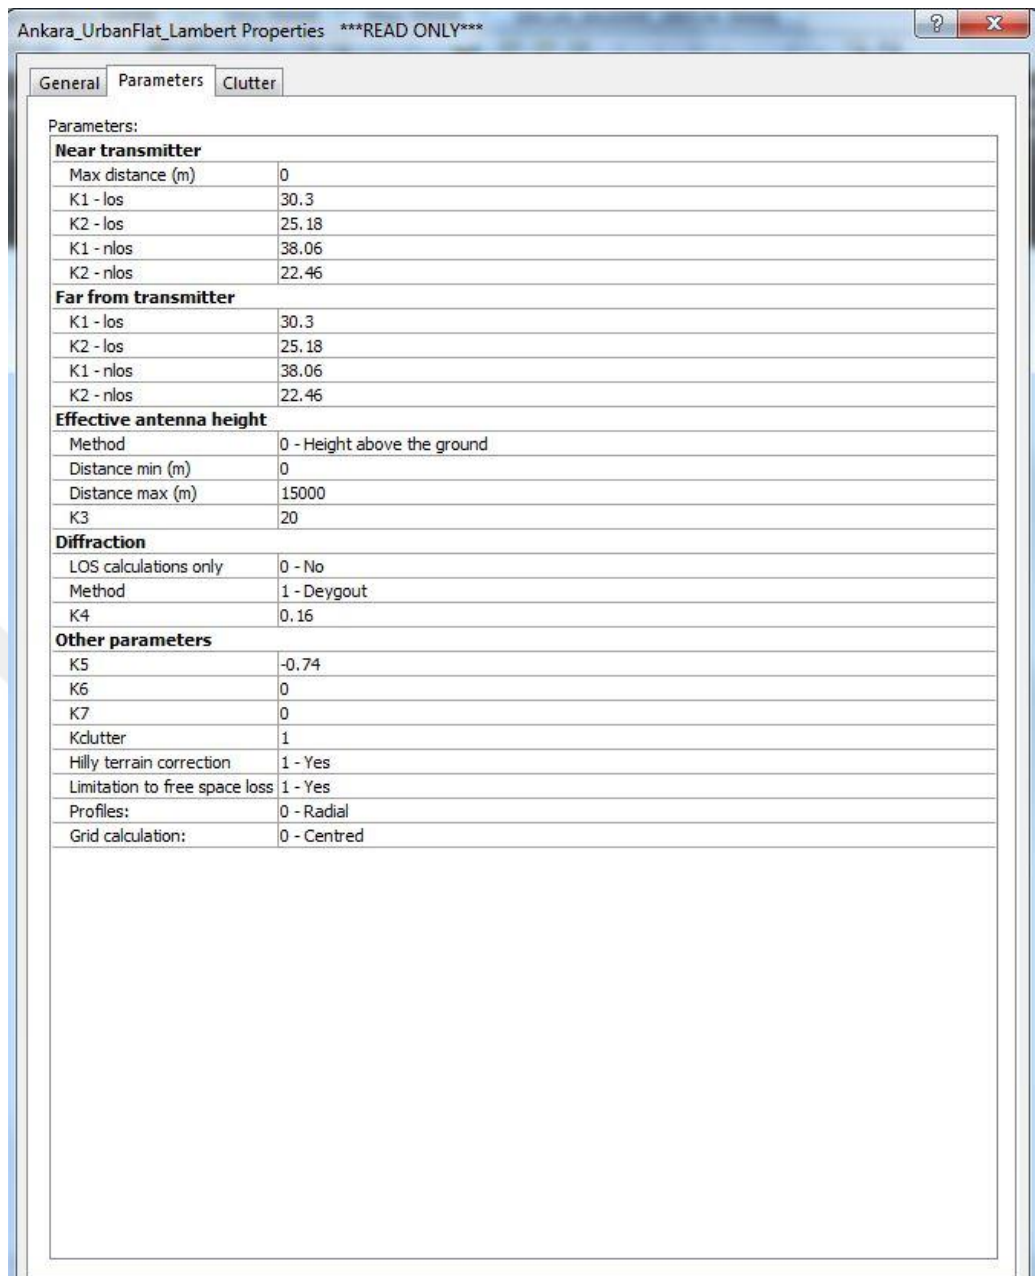 Ankara_UrbanFlat_Lambert Properties ***READ ONLY***
General Parameters Clutter
Parameters:
Near transmitter
Max distance (m) 0
K1 - los 30.3
K2 - los 25.18
K1 - nlos 38.06
K2 - nlos 22.46
Far from transmitter
K1 - los 30.3
K2 - los 25.18
K1 - nlos 38.06
K2 - nlos 22.46
Effective antenna height
Method 0 - Height above the ground
Distance min (m) 0
Distance max (m) 15000
K3 20
Diffraction
LOS calculations only 0 - No
Method 1 - Deygout
K4 0.16
Other parameters
K5 -0.74
K6 0
K7 0
Kclutter 1
Hilly terrain correction 1 - Yes
Limitation to free space loss 1 - Yes
Profiles: 0 - Radial
Grid calculation: 0 - Centred